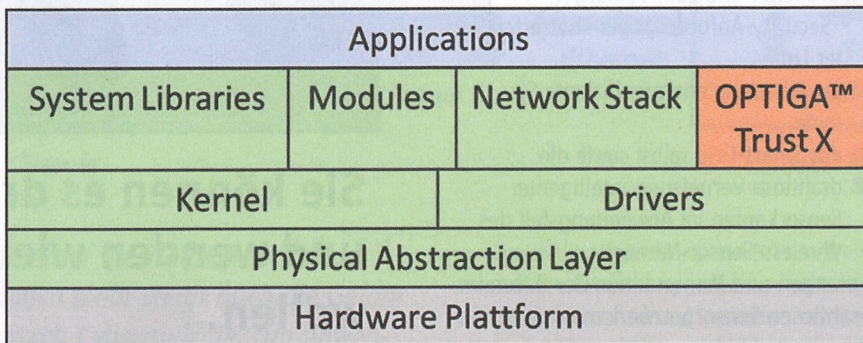 Applications
System Libraries
Modules
Network Stack
OPTIGA™
Trust X
Kernel
Drivers
Physical Abstraction Layer
Hardware Plattform